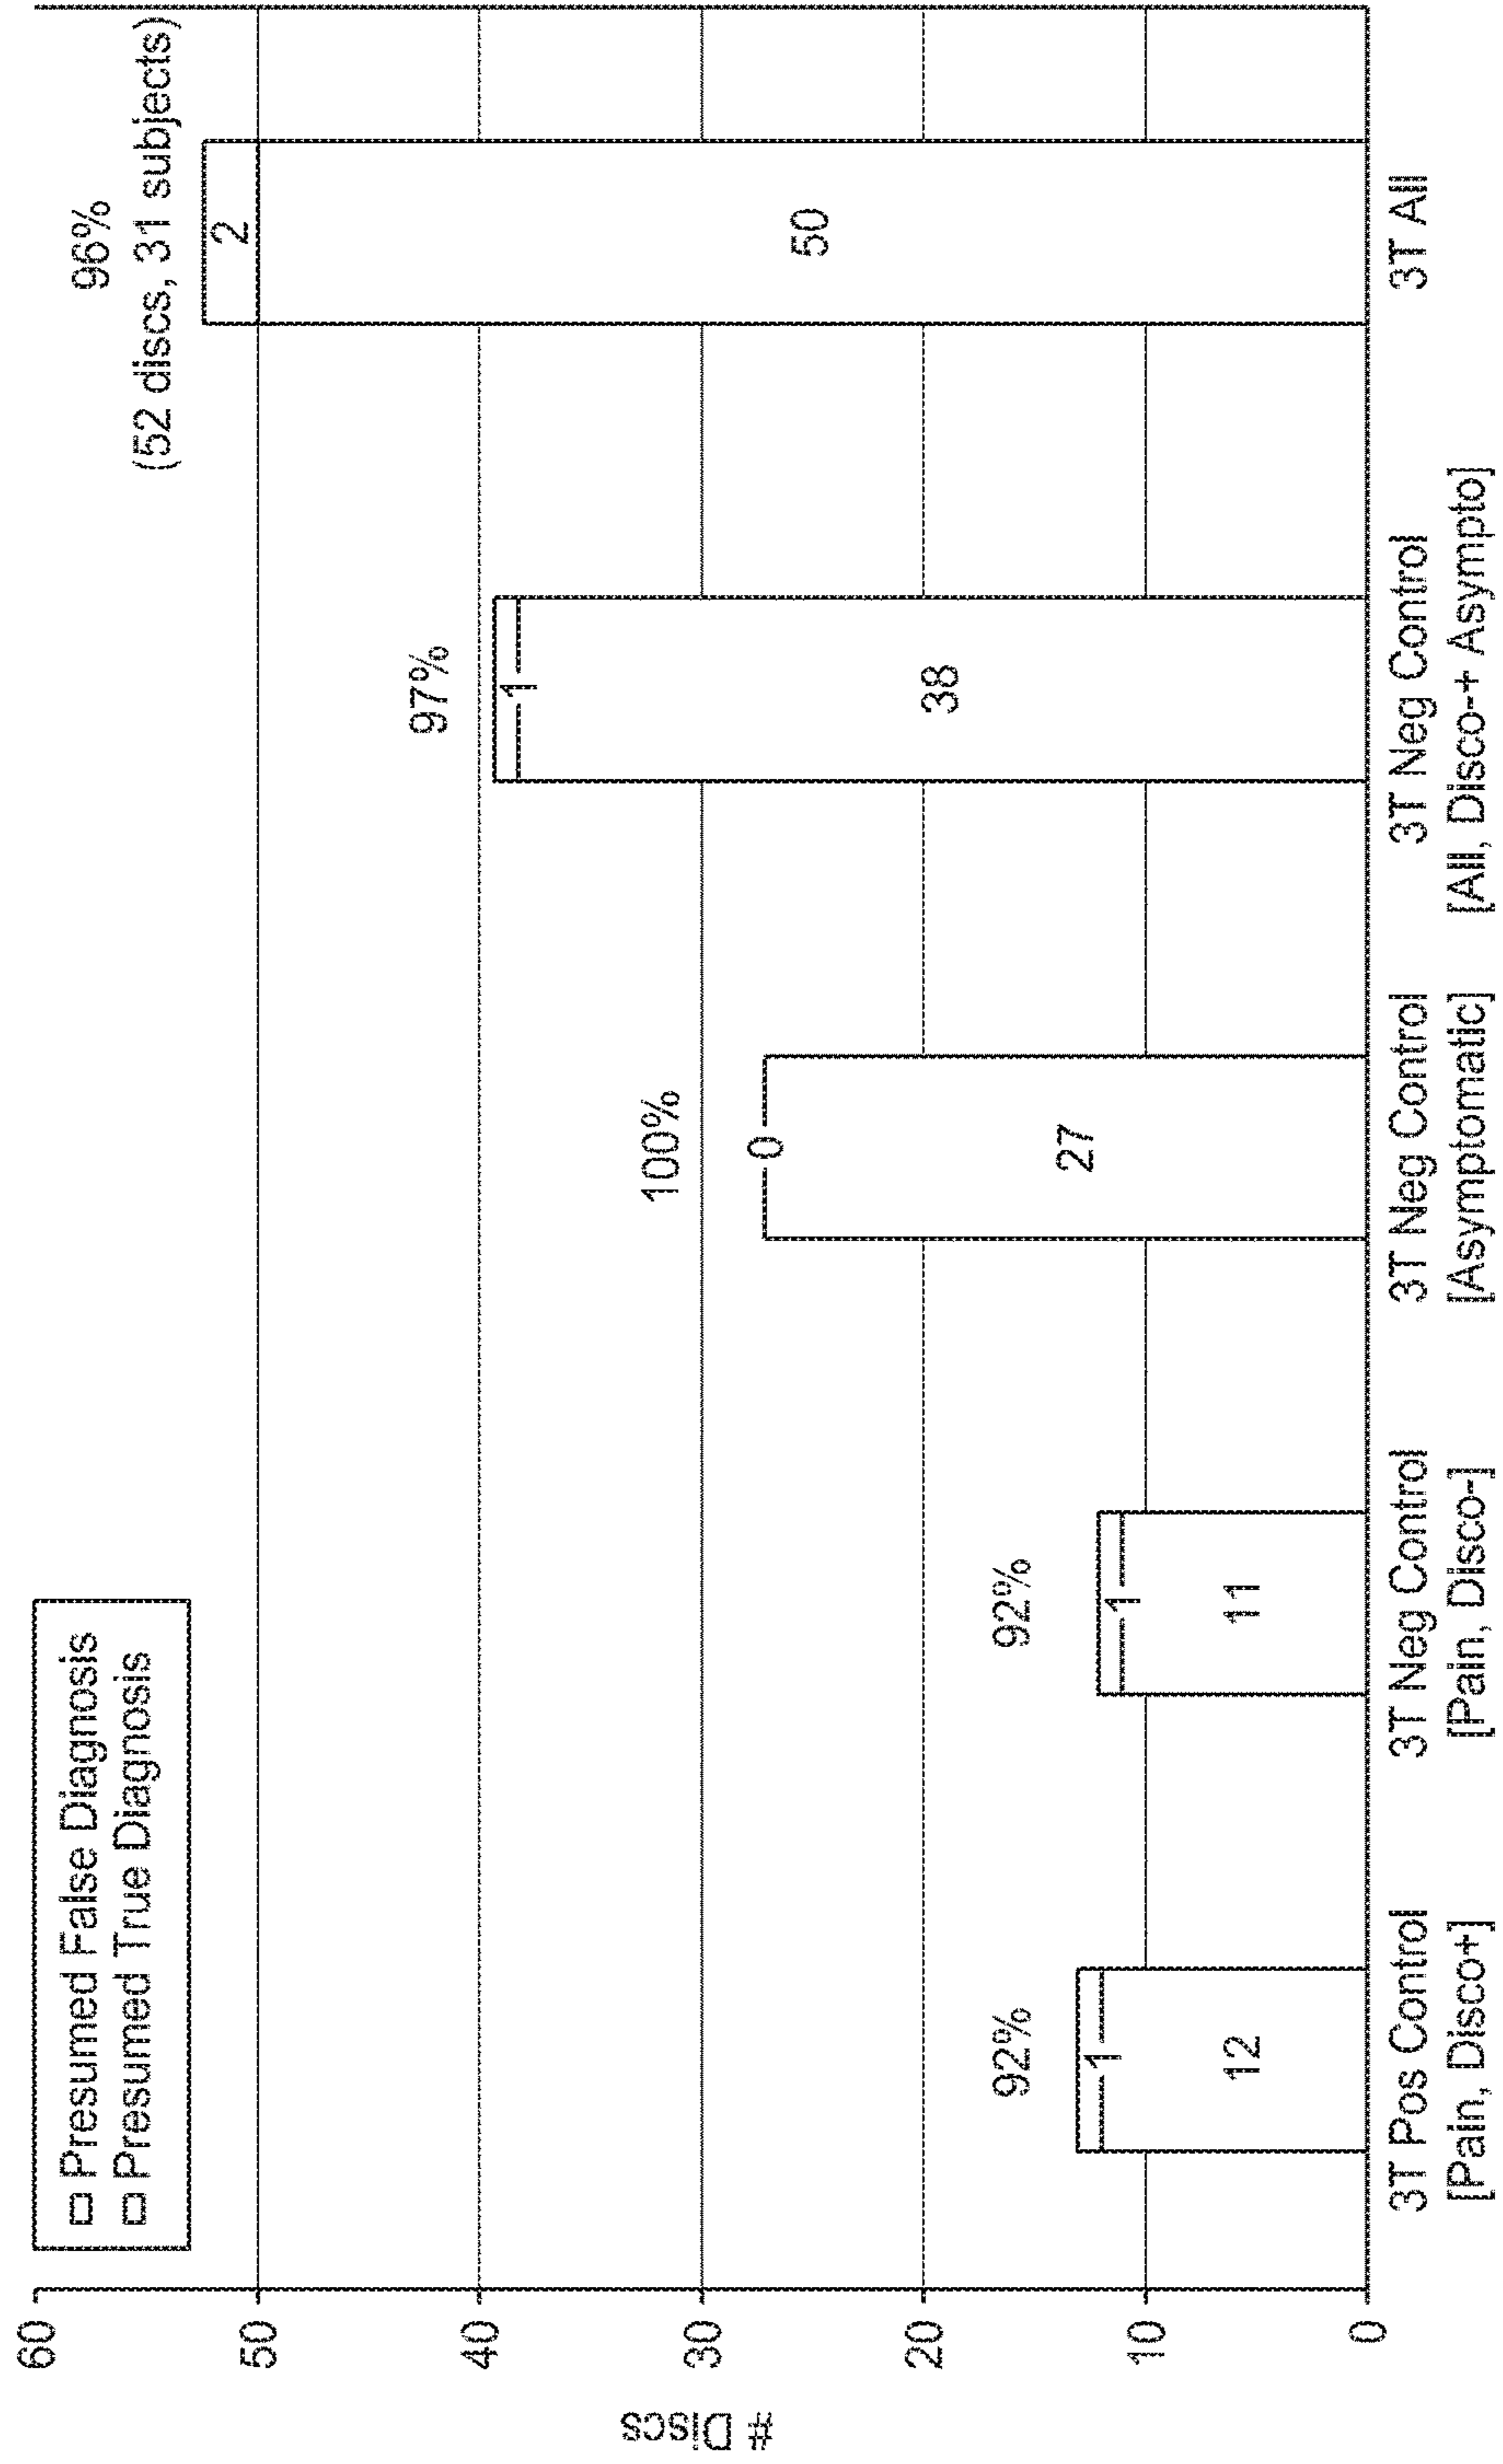 Presumed False Diagnosis
Presumed True Diagnosis
# Discs
60
50
40
30
20
10
0
92%
1
12
92%
1
11
100%
0
27
97%
1
38
96%
(52 discs, 31 subjects)
2
50
3T Pos Control
[Pain, Disco+]
3T Neg Control
[Pain, Disco-]
3T Neg Control
[Asymptomatic]
3T Neg Control
[All, Disco-+ Asympto]
3T All